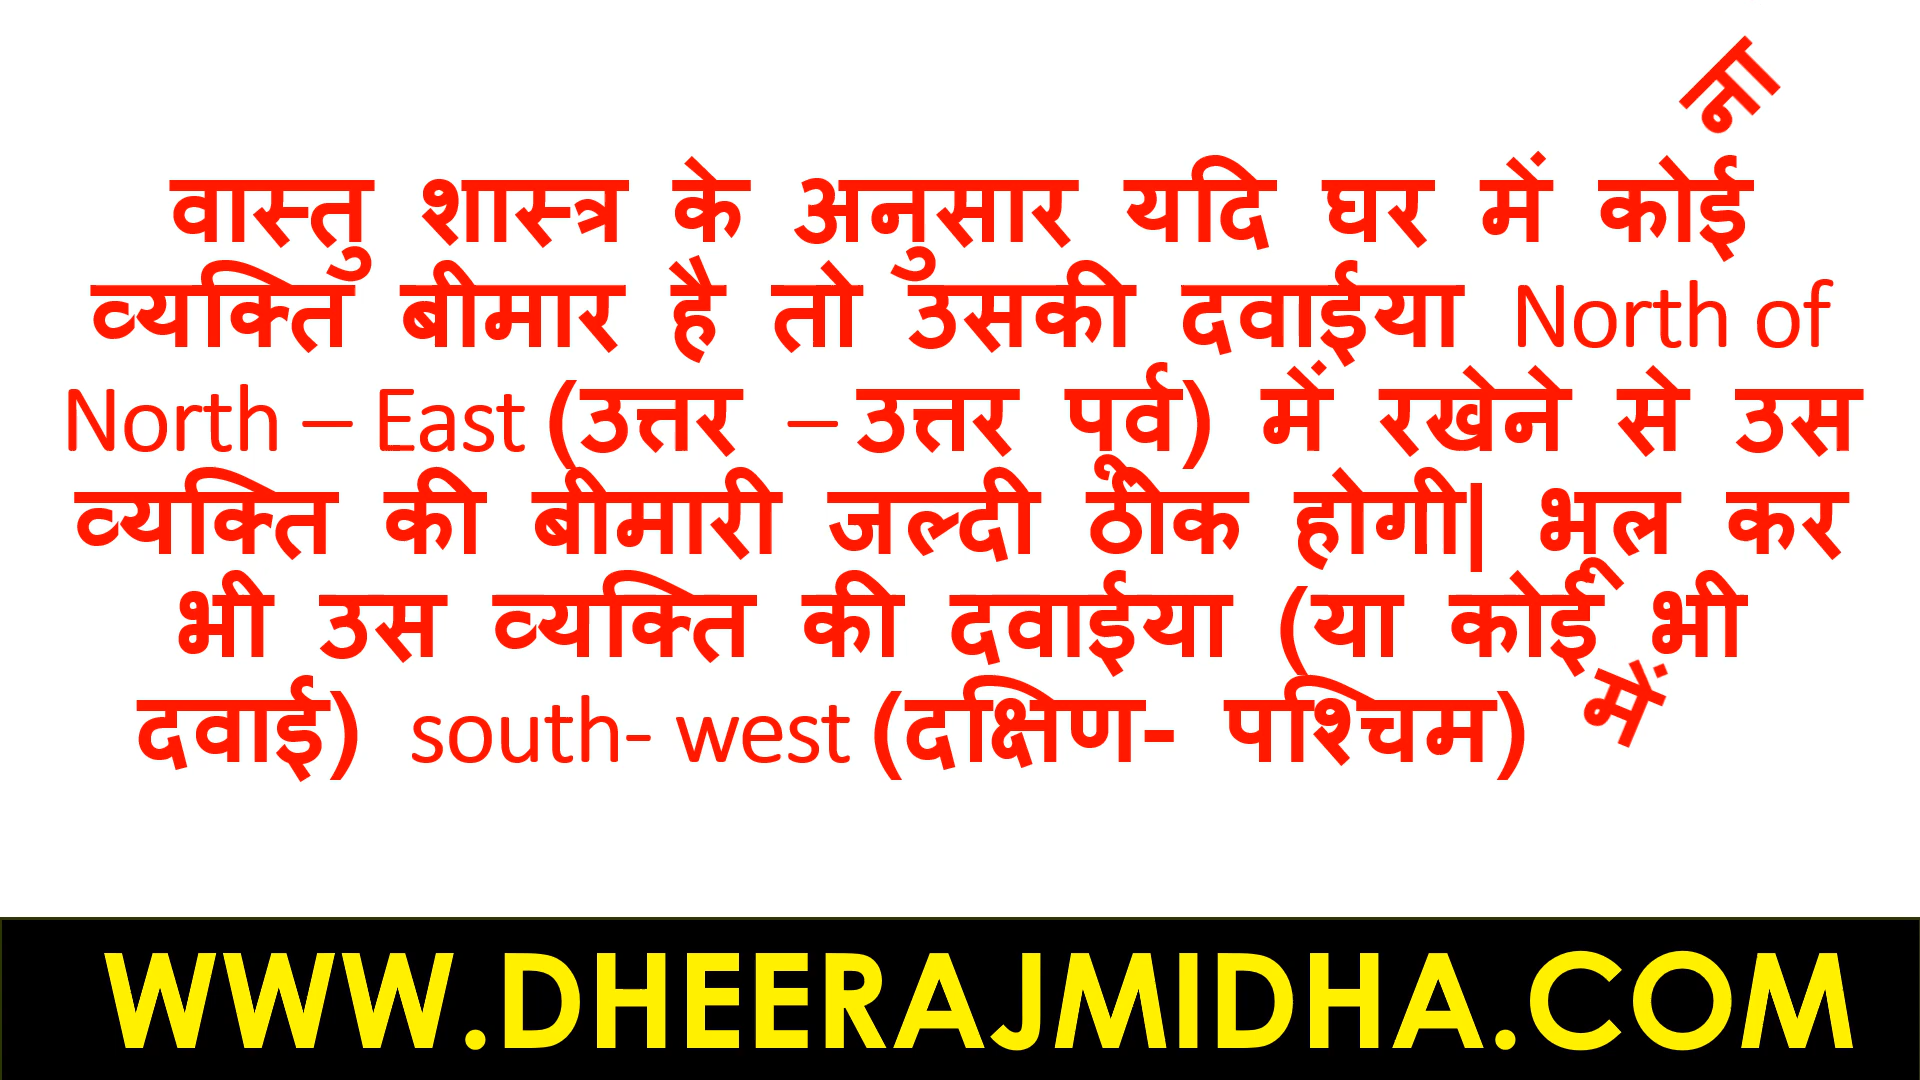 वास्तु शास्त्र के अनुसार यदि घर में कोई
व्यक्ति बीमार है तो उसकी दवाईया North of
North – East (उत्तर – उत्तर पूर्व) में रखेने से उस
व्यक्ति की बीमारी जल्दी ठीक होगी| भूल कर
भी उस व्यक्ति की दवाईया (या कोई भी
दवाई) south- west (दक्षिण- पश्चिम) में
ना
WWW.DHEERAJMIDHA.COM